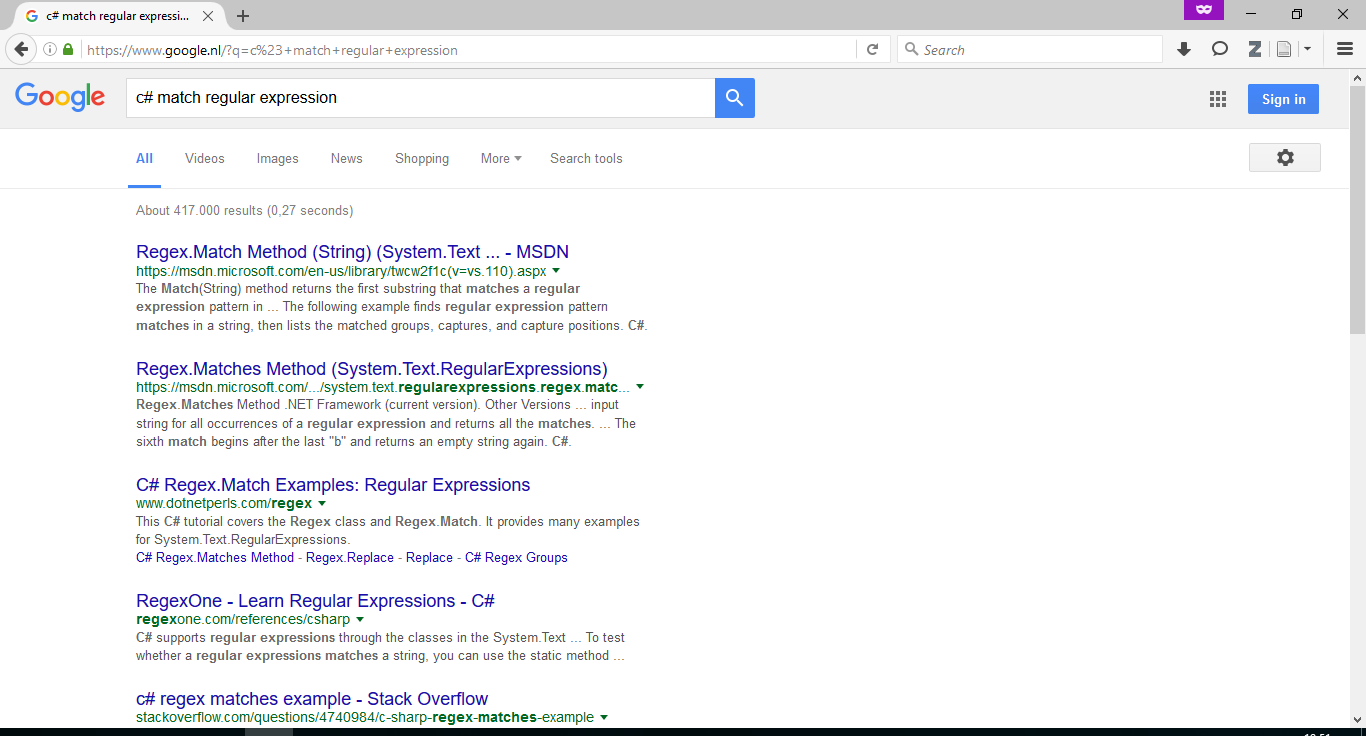 c# match regular expressi...
https://www.google.nl/?q=c%23+match+regular+expression
Search
Google
c# match regular expression
Sign in
All Videos Images News Shopping More Search tools
About 417.000 results (0,27 seconds)
Regex.Match Method (String) (System.Text ... - MSDN
https://msdn.microsoft.com/en-us/library/twcw2f1c(v=vs.110).aspx
The Match(String) method returns the first substring that matches a regular
expression pattern in ... The following example finds regular expression pattern
matches in a string, then lists the matched groups, captures, and capture positions. C#.
Regex.Matches Method (System.Text.RegularExpressions)
https://msdn.microsoft.com/.../system.text.regularexpressions.regex.matc...
Regex.Matches Method .NET Framework (current version). Other Versions ... input
string for all occurrences of a regular expression and returns all the matches. ... The
sixth match begins after the last "b" and returns an empty string again. C#.
C# Regex.Match Examples: Regular Expressions
www.dotnetperls.com/regex
This C# tutorial covers the Regex class and Regex.Match. It provides many examples
for System.Text.RegularExpressions.
C# Regex.Matches Method - Regex.Replace - Replace - C# Regex Groups
RegexOne - Learn Regular Expressions - C#
regexone.com/references/csharp
C# supports regular expressions through the classes in the System.Text ... To test
whether a regular expressions matches a string, you can use the static method ...
c# regex matches example - Stack Overflow
stackoverflow.com/questions/4740984/c-sharp-regex-matches-example